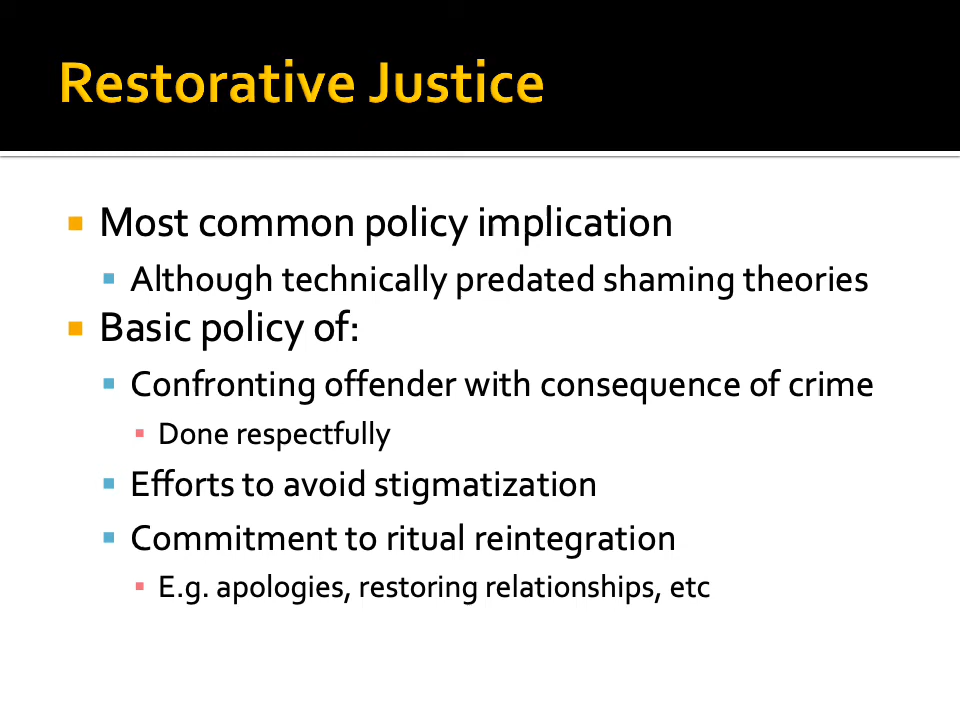 Restorative Justice
Most common policy implication
Although technically predated shaming theories
Basic policy of:
Confronting offender with consequence of crime
Done respectfully
Efforts to avoid stigmatization
Commitment to ritual reintegration
E.g. apologies, restoring relationships, etc